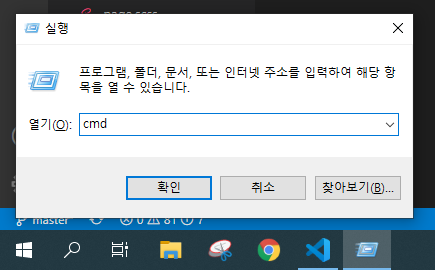 실행
프로그램, 폴더, 문서, 또는 인터넷 주소를 입력하여 해당 항
목을 열 수 있습니다.
열기(O): cmd
확인 취소 찾아보기(B)...
master 0 81 7